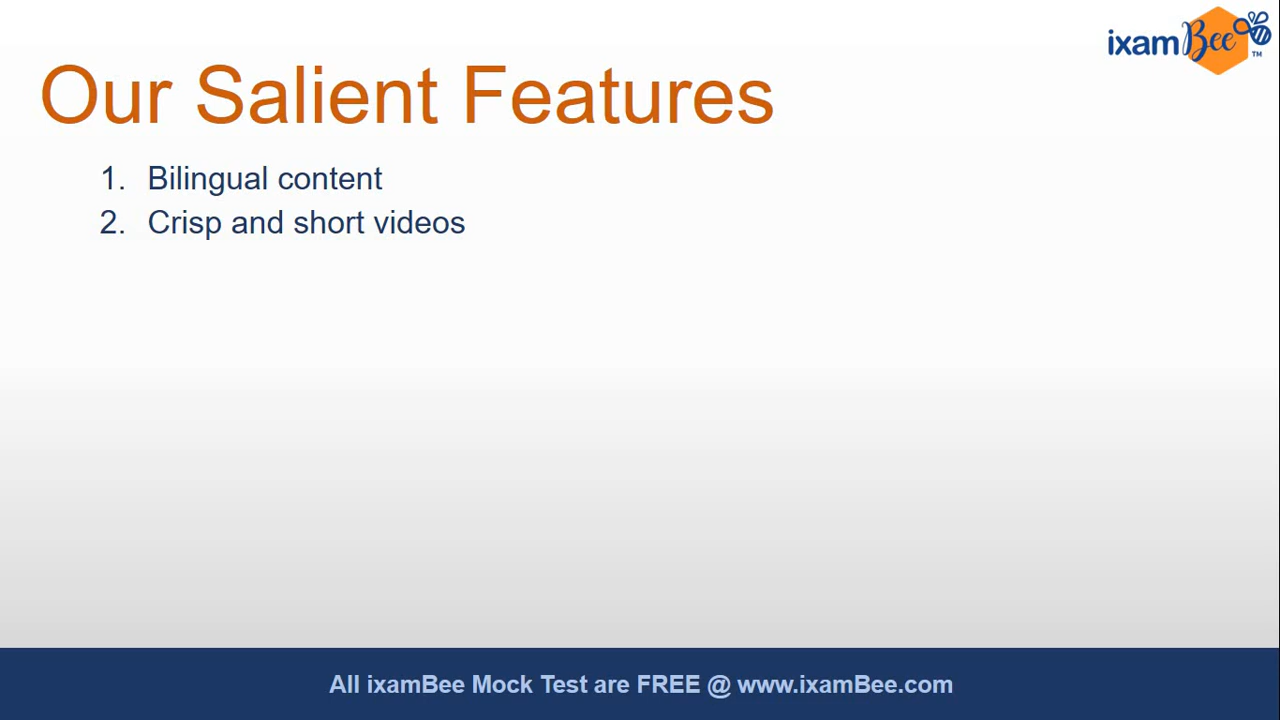 ixamBee™
Our Salient Features
1. Bilingual content
2. Crisp and short videos
All ixamBee Mock Test are FREE @ www.ixamBee.com